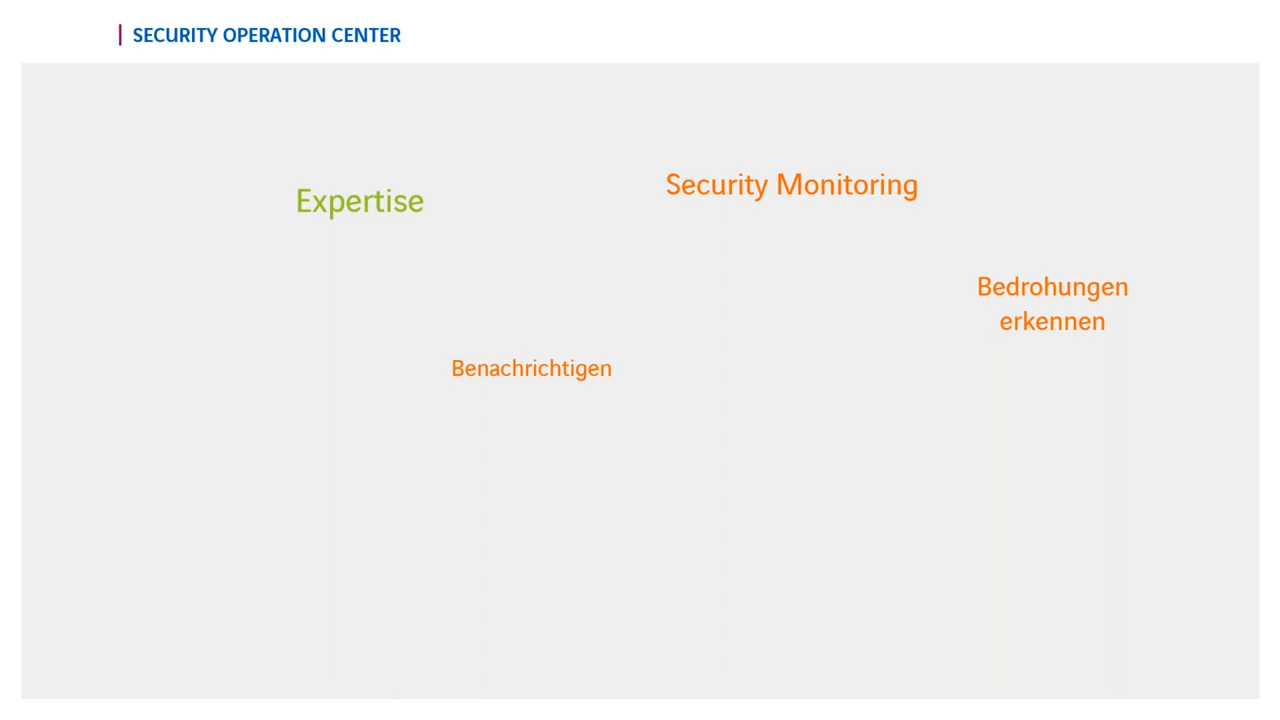 SECURITY OPERATION CENTER
Expertise
Security Monitoring
Bedrohungen
erkennen
Benachrichtigen